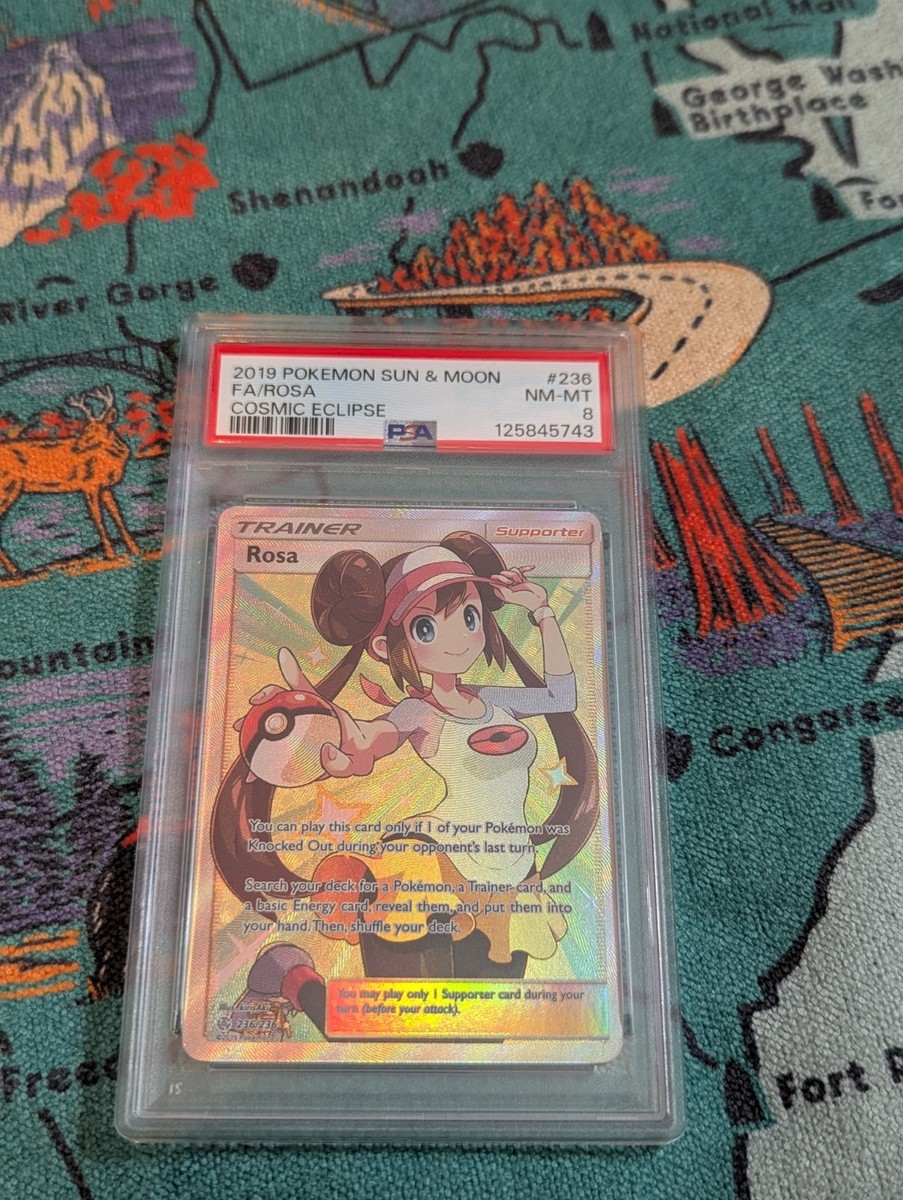 National Mall
George Wash
Birthplace
For
Shenandoah
River Gorge
2019 POKEMON SUN & MOON #236
FA/ROSA NM-MT
COSMIC ECLIPSE 8
PSA 125845743
TRAINER Supporter
Rosa
ountain
Congaree
You can play this card only if 1 of your Pokémon was
Knocked Out during your opponent's last turn.
Search your deck for a Pokémon, a Trainer card, and
a basic Energy card, reveal them, and put them into
your hand. Then, shuffle your deck.
You may play only 1 Supporter card during your
turn (before your attack).
236/236
Free
Fort R